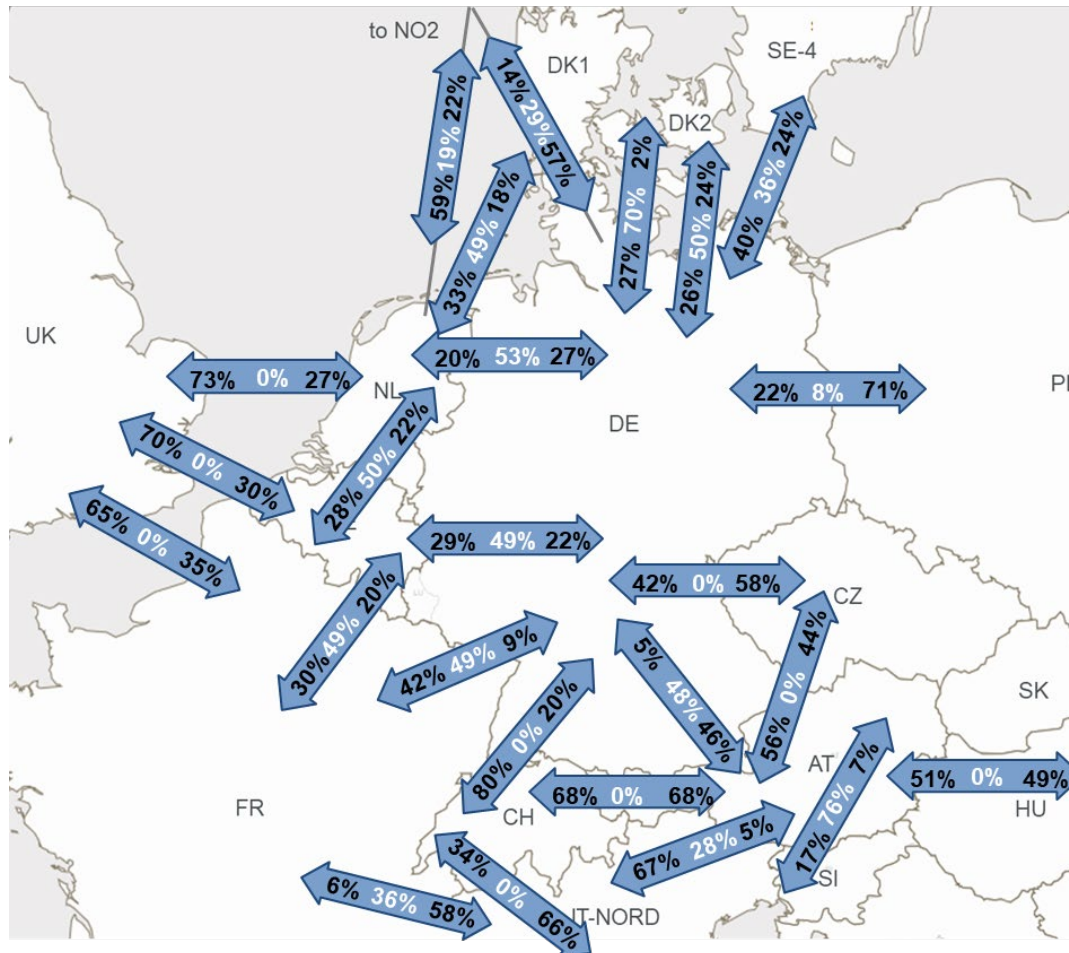 to NO2
DK1
SE-4
DK2
59% 19% 22%
14% 29% 57%
33% 49% 18%
27% 70% 2%
26% 50% 24%
40% 36% 24%
UK
73% 0% 27%
NL
20% 53% 27%
22% 8% 71%
DE
70% 0% 30%
28% 50% 22%
65% 0% 35%
29% 49% 22%
42% 0% 58%
CZ
30% 49% 20%
42% 49% 9%
5% 48% 46%
56% 0% 44%
SK
80% 0% 20%
AT
FR
CH
68% 0% 68%
17% 76% 7%
51% 0% 49%
HU
67% 28% 5%
34% 0% 66%
SI
6% 36% 58%
IT-NORD